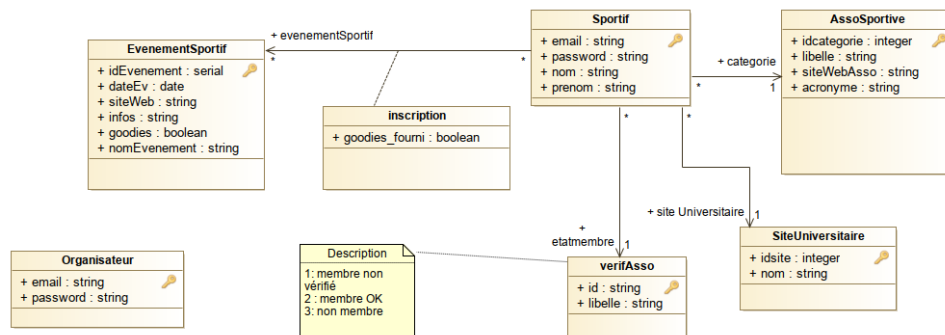 EvenementSportif
+ idEvenement : serial
+ dateEv : date
+ siteWeb : string
+ infos : string
+ goodies : boolean
+ nomEvenement : string
+ evenementSportif
*
*
inscription
+ goodies_fourni : boolean
Sportif
+ email : string
+ password : string
+ nom : string
+ prenom : string
+ categorie
*
1
AssoSportive
+ idcategorie : integer
+ libelle : string
+ siteWebAsso : string
+ acronyme : string
*
*
+ site Universitaire
1
SiteUniversitaire
+ idsite : integer
+ nom : string
+
etatmembre
1
verifAsso
+ id : string
+ libelle : string
Description
1: membre non
vérifié
2 : membre OK
3: non membre
Organisateur
+ email : string
+ password : string